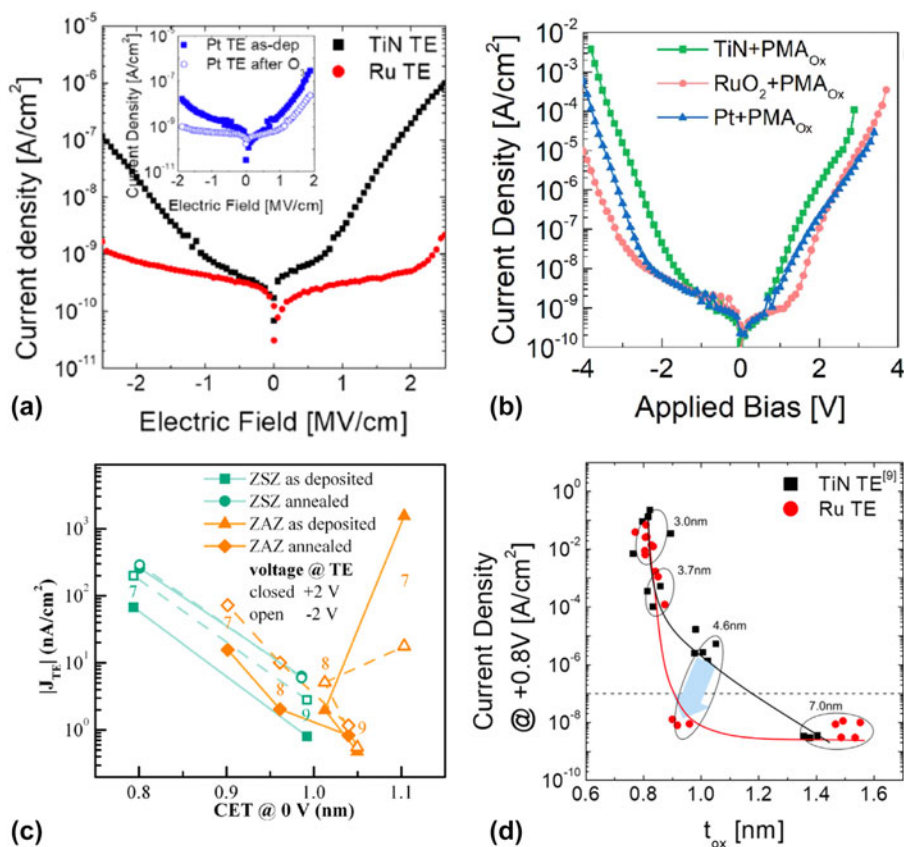 10^-5
10^-6
10^-7
10^-8
10^-9
10^-10
10^-11
Current density [A/cm^2]
-2
-1
0
1
2
Electric Field [MV/cm]
(a)
TiN TE
Ru TE
Pt TE as-dep
Pt TE after O
Current Density [A/cm^2]
10^-5
10^-7
10^-9
10^-11
-2
-1
0
1
2
Electric Field [MV/cm]
10^-2
10^-3
10^-4
10^-5
10^-6
10^-7
10^-8
10^-9
10^-10
Current Density [A/cm^2]
TiN+PMA_Ox
RuO_2+PMA_Ox
Pt+PMA_Ox
-4
-2
0
2
4
Applied Bias [V]
(b)
10^3
10^2
10^1
10^0
|J_TE| (nA/cm^2)
ZSZ as deposited
ZSZ annealed
ZAZ as deposited
ZAZ annealed
voltage @ TE
closed +2 V
open -2 V
7
7
7
8
8
9
9
0.8
0.9
1.0
1.1
CET @ 0 V (nm)
(c)
10^0
10^-2
10^-4
10^-6
10^-8
10^-10
Current Density
@ +0.8V [A/cm^2]
TiN TE^[9]
Ru TE
3.0nm
3.7nm
4.6nm
7.0nm
0.6
0.8
1.0
1.2
1.4
1.6
t_ox [nm]
(d)